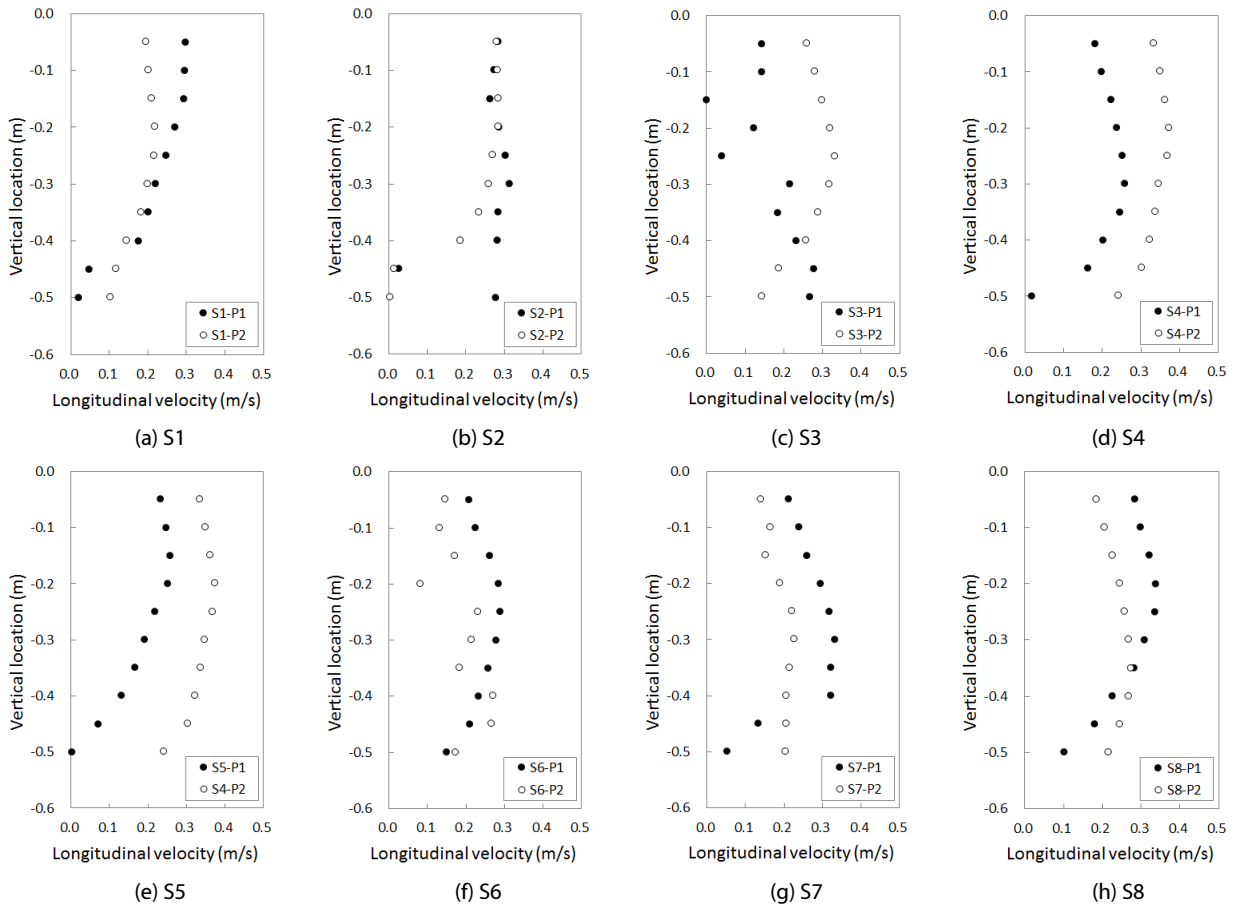 0.0
-0.1
-0.2
-0.3
-0.4
-0.5
-0.6
0.0 0.1 0.2 0.3 0.4 0.5
Vertical location (m)
Longitudinal velocity (m/s)
S1-P1
S1-P2
(a) S1
0.0
-0.1
-0.2
-0.3
-0.4
-0.5
-0.6
0.0 0.1 0.2 0.3 0.4 0.5
Vertical location (m)
Longitudinal velocity (m/s)
S2-P1
S2-P2
(b) S2
0.0
-0.1
-0.2
-0.3
-0.4
-0.5
-0.6
0.0 0.1 0.2 0.3 0.4 0.5
Vertical location (m)
Longitudinal velocity (m/s)
S3-P1
S3-P2
(c) S3
0.0
-0.1
-0.2
-0.3
-0.4
-0.5
-0.6
0.0 0.1 0.2 0.3 0.4 0.5
Vertical location (m)
Longitudinal velocity (m/s)
S4-P1
S4-P2
(d) S4
0.0
-0.1
-0.2
-0.3
-0.4
-0.5
-0.6
0.0 0.1 0.2 0.3 0.4 0.5
Vertical location (m)
Longitudinal velocity (m/s)
S5-P1
S4-P2
(e) S5
0.0
-0.1
-0.2
-0.3
-0.4
-0.5
-0.6
0.0 0.1 0.2 0.3 0.4 0.5
Vertical location (m)
Longitudinal velocity (m/s)
S6-P1
S6-P2
(f) S6
0.0
-0.1
-0.2
-0.3
-0.4
-0.5
-0.6
0.0 0.1 0.2 0.3 0.4 0.5
Vertical location (m)
Longitudinal velocity (m/s)
S7-P1
S7-P2
(g) S7
0.0
-0.1
-0.2
-0.3
-0.4
-0.5
-0.6
0.0 0.1 0.2 0.3 0.4 0.5
Vertical location (m)
Longitudinal velocity (m/s)
S8-P1
S8-P2
(h) S8